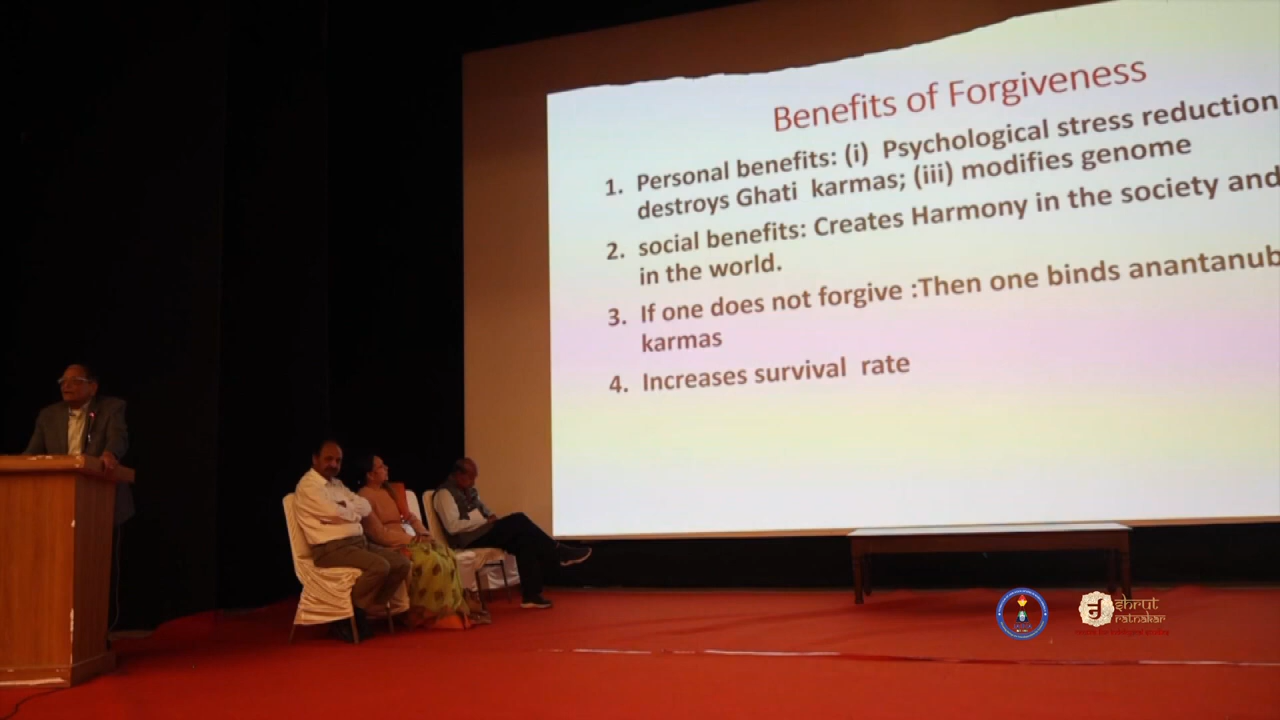 Benefits of Forgiveness
1. Personal benefits: (i) Psychological stress reduction
destroys Ghati karmas; (iii) modifies genome
2. social benefits: Creates Harmony in the society and
in the world.
3. If one does not forgive :Then one binds anantanub
karmas
4. Increases survival rate
shrut
ratnakar